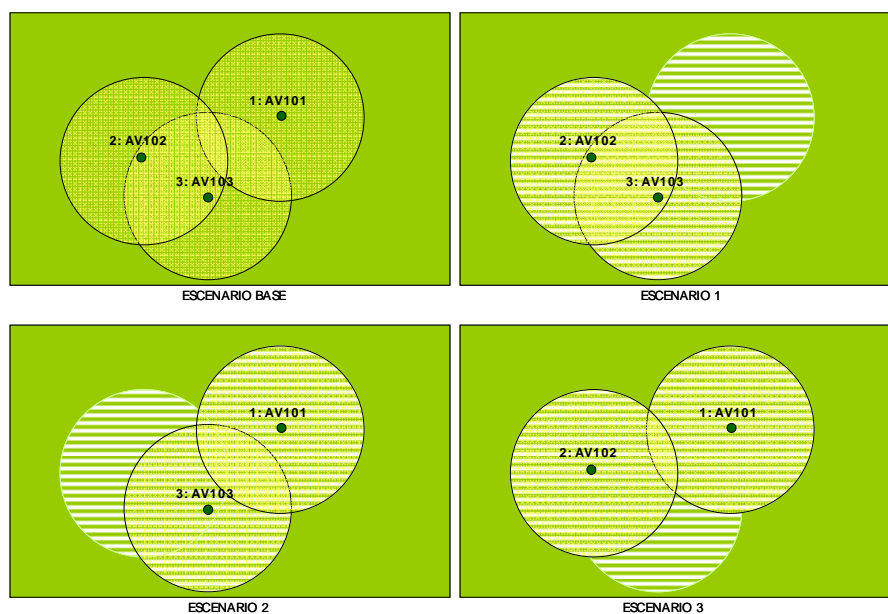 1: AV101
2: AV102
3: AV103
ESCENARIO BASE
2: AV102
3: AV103
ESCENARIO 1
1: AV101
3: AV103
ESCENARIO 2
1: AV101
2: AV102
ESCENARIO 3